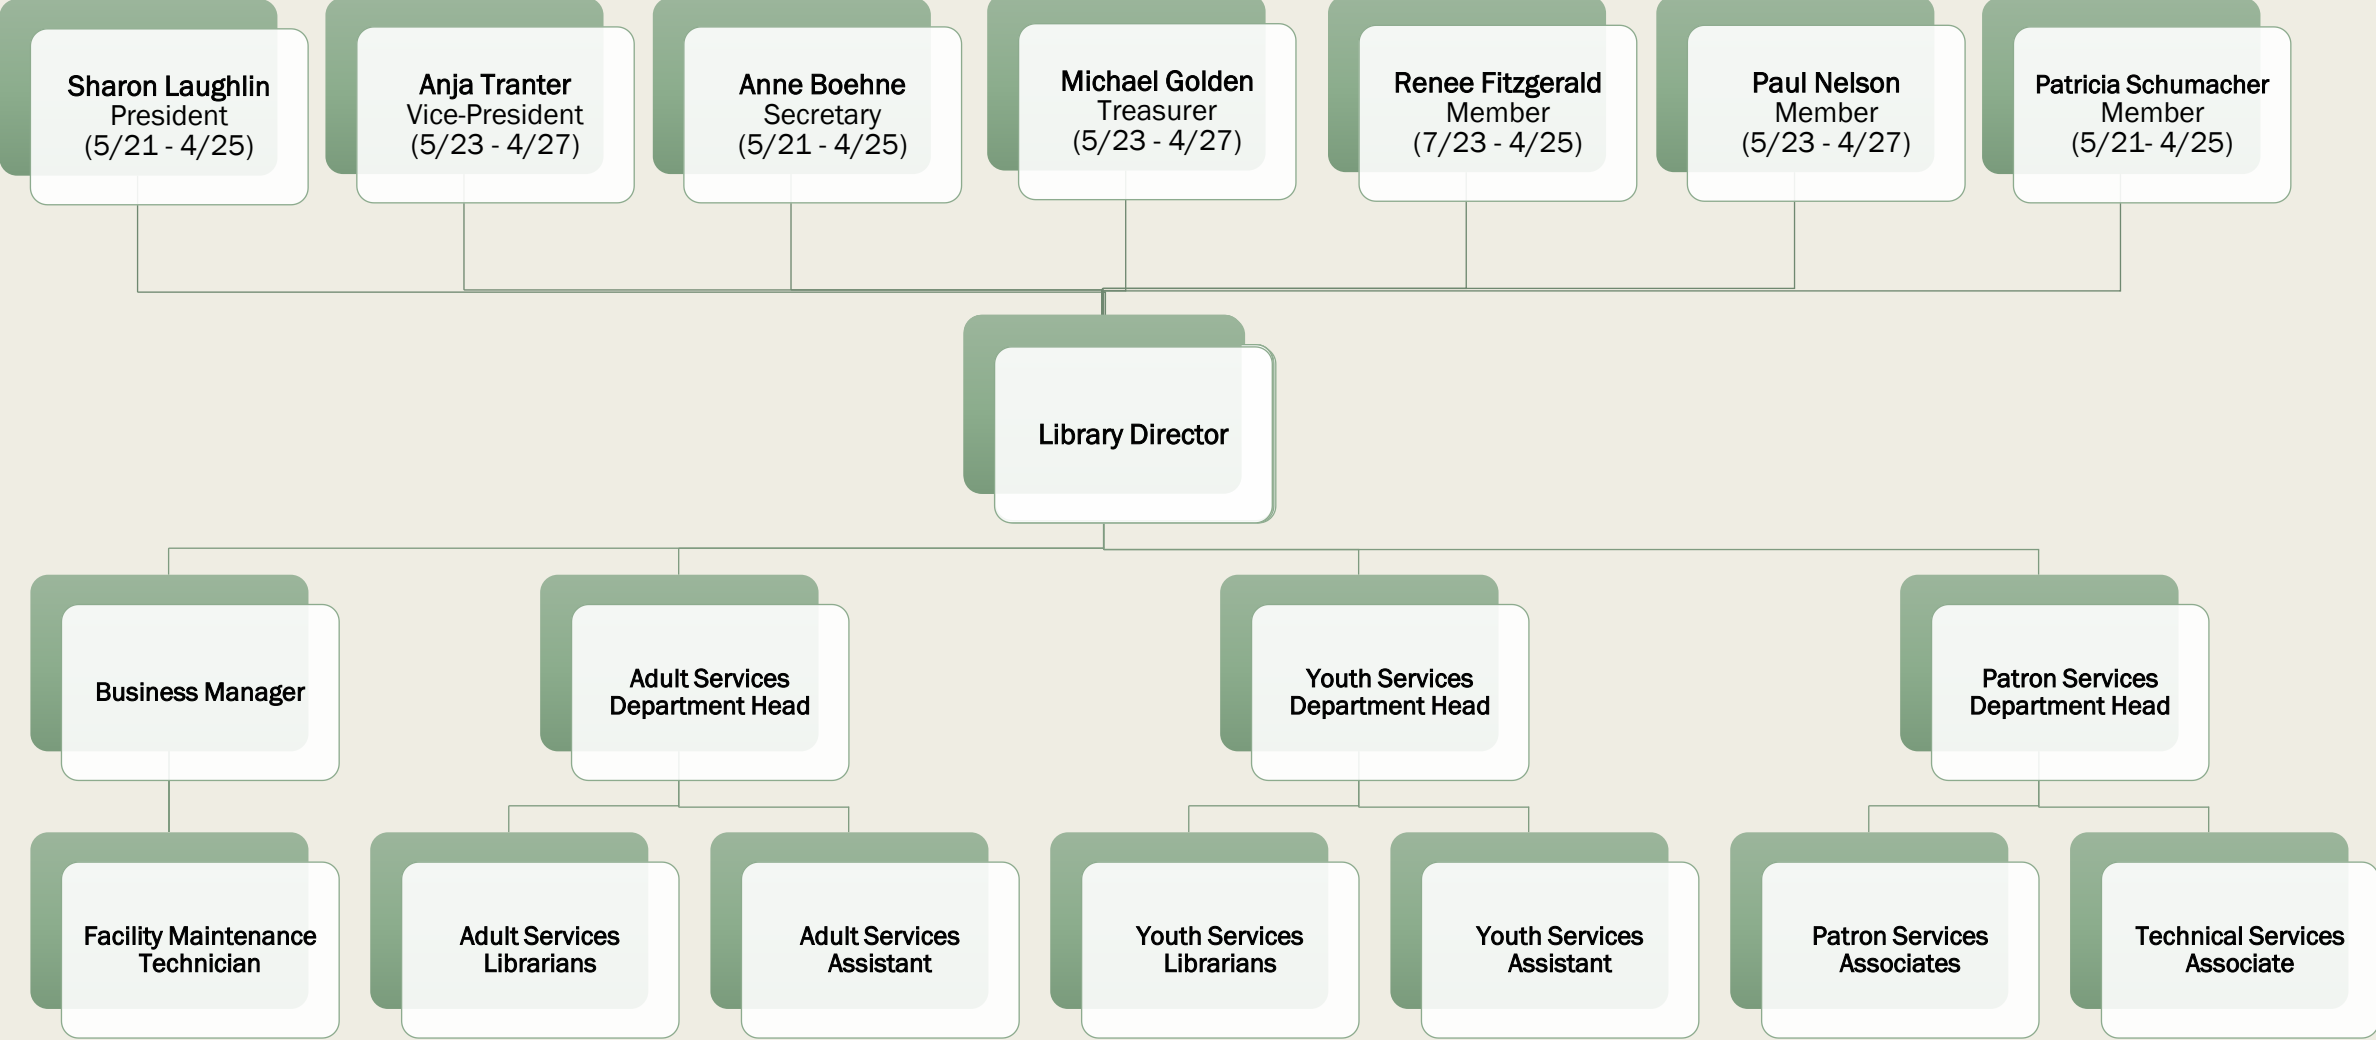 Sharon Laughlin
President
(5/21 - 4/25)
Anja Tranter
Vice-President
(5/23 - 4/27)
Anne Boehne
Secretary
(5/21 - 4/25)
Michael Golden
Treasurer
(5/23 - 4/27)
Renee Fitzgerald
Member
(7/23 - 4/25)
Paul Nelson
Member
(5/23 - 4/27)
Patricia Schumacher
Member
(5/21- 4/25)
Library Director
Business Manager
Adult Services
Department Head
Youth Services
Department Head
Patron Services
Department Head
Facility Maintenance
Technician
Adult Services
Librarians
Adult Services
Assistant
Youth Services
Librarians
Youth Services
Assistant
Patron Services
Associates
Technical Services
Associate